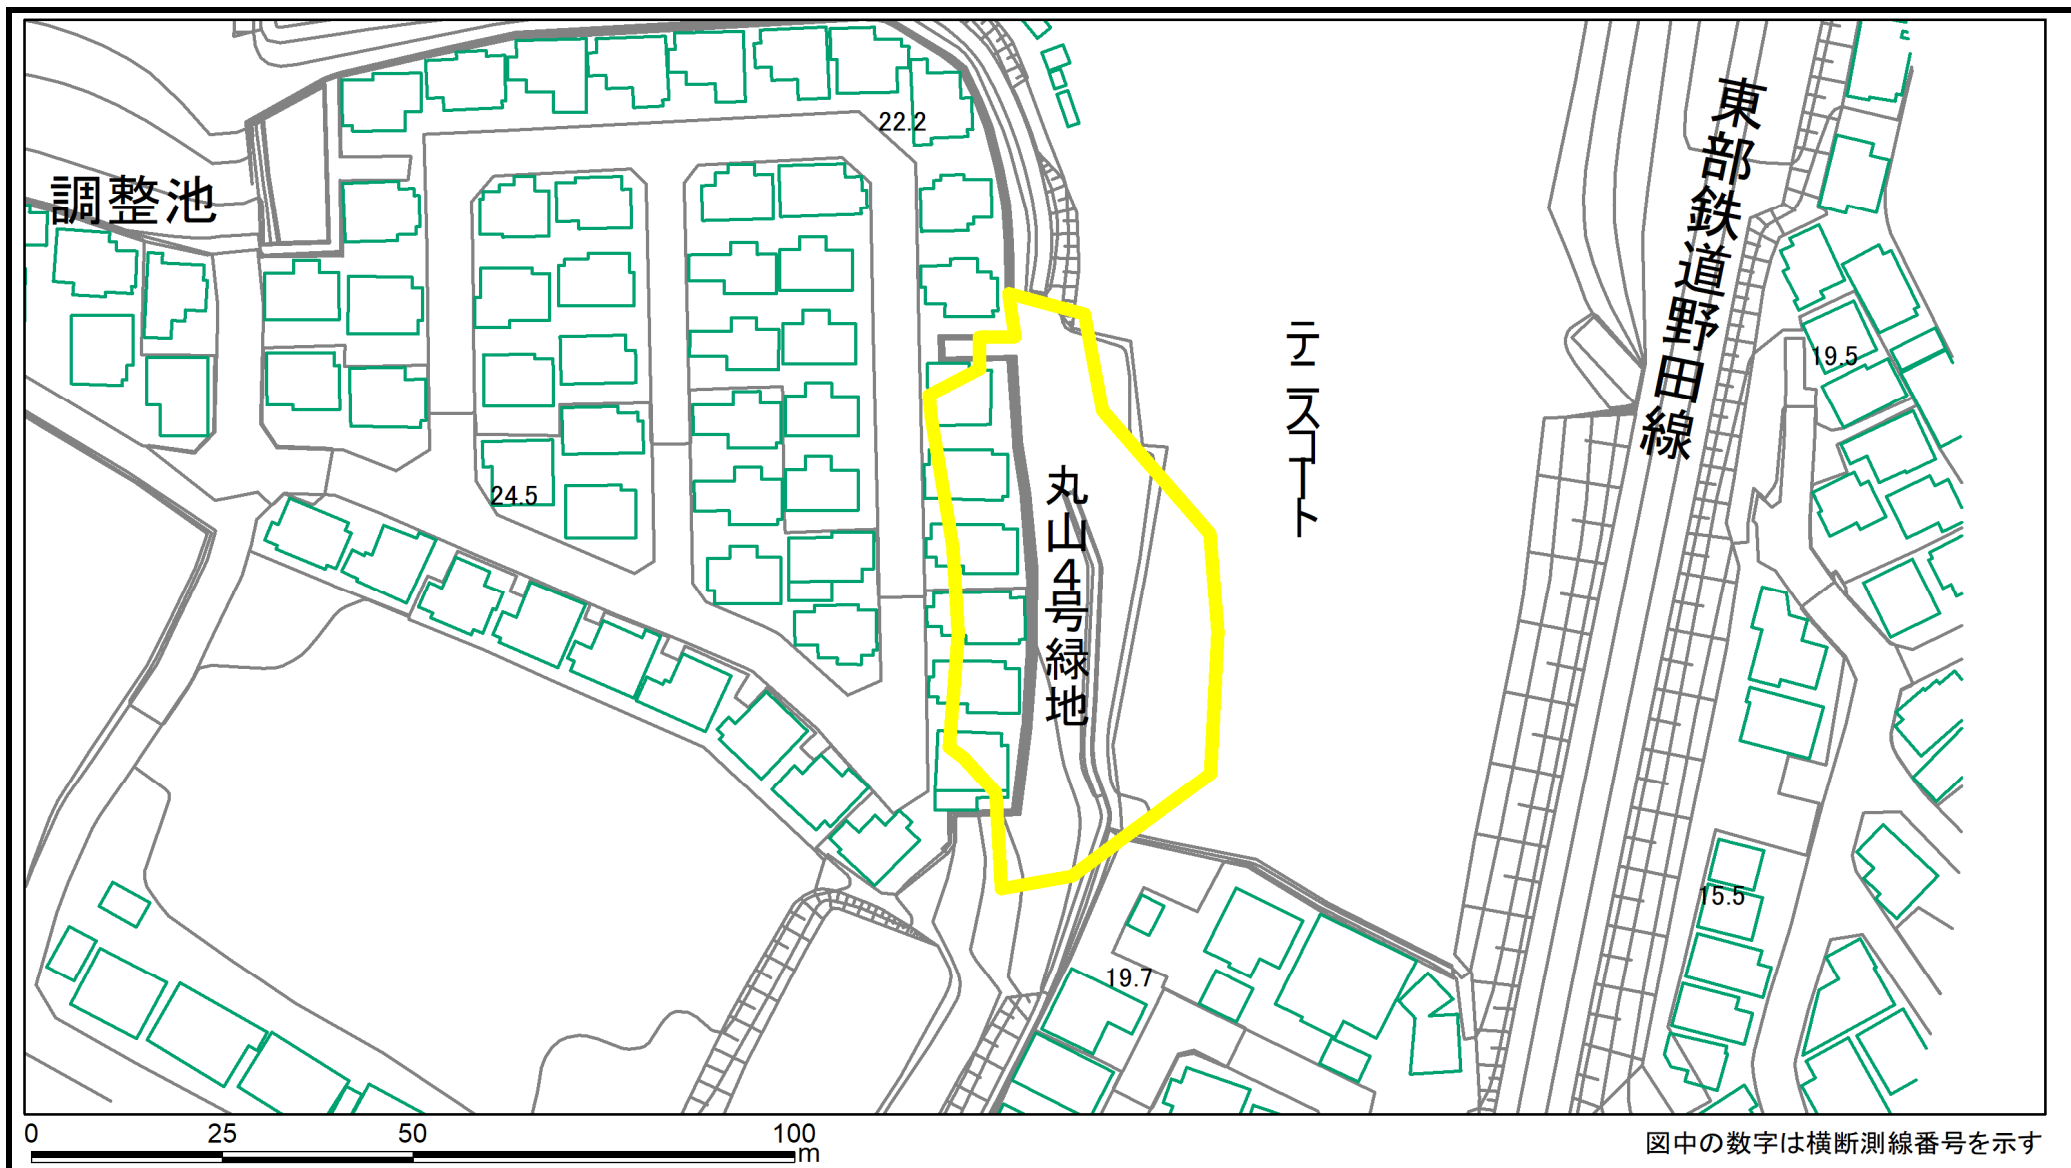 22.2
調整池
東部鉄道野田線
テニスコート
19.5
24.5
丸山4号緑地
15.5
19.7
0 25 50 100
m
図中の数字は横断測線番号を示す